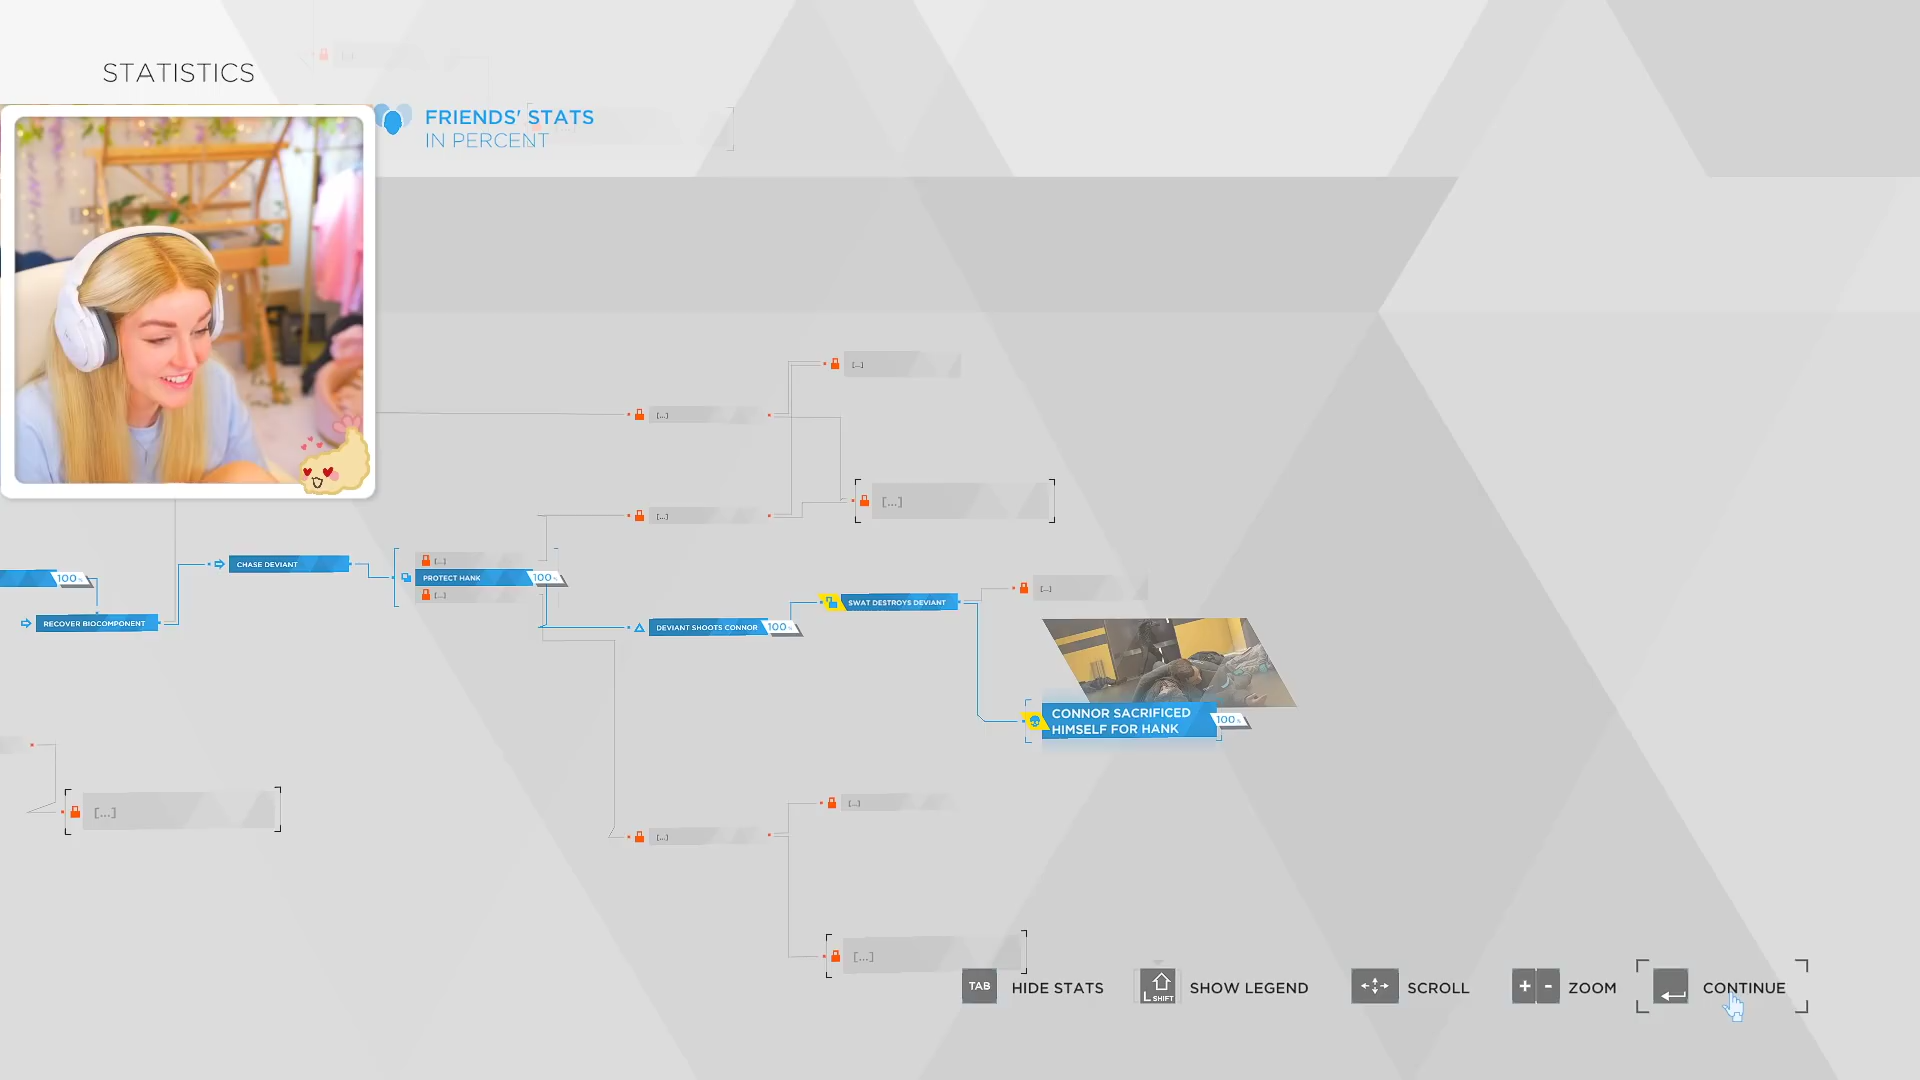 STATISTICS
FRIENDS' STATS
IN PERCENT
[...]
[...]
[...]
[...]
CHASE DEVIANT
[...]
100%
PROTECT HANK
100%
[...]
[...]
SWAT DESTROYS DEVIANT
RECOVER BIOCOMPONENT
DEVIANT SHOOTS CONNOR
100%
CONNOR SACRIFICED
HIMSELF FOR HANK
100%
[...]
[...]
[...]
[...]
TAB
HIDE STATS
L SHIFT
SHOW LEGEND
SCROLL
+
-
ZOOM
CONTINUE